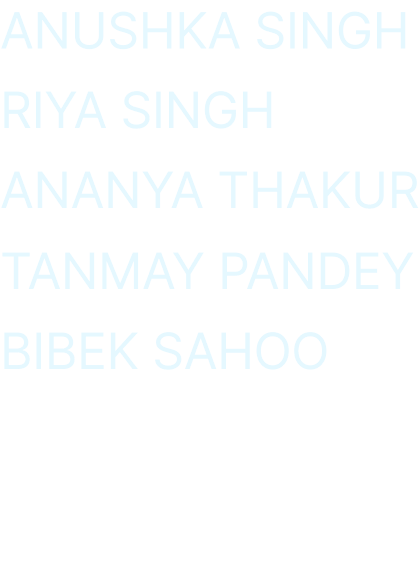 ANUSHKA SINGH
RIYA SINGH
ANANYA THAKUR
TANMAY PANDEY
BIBEK SAHOO